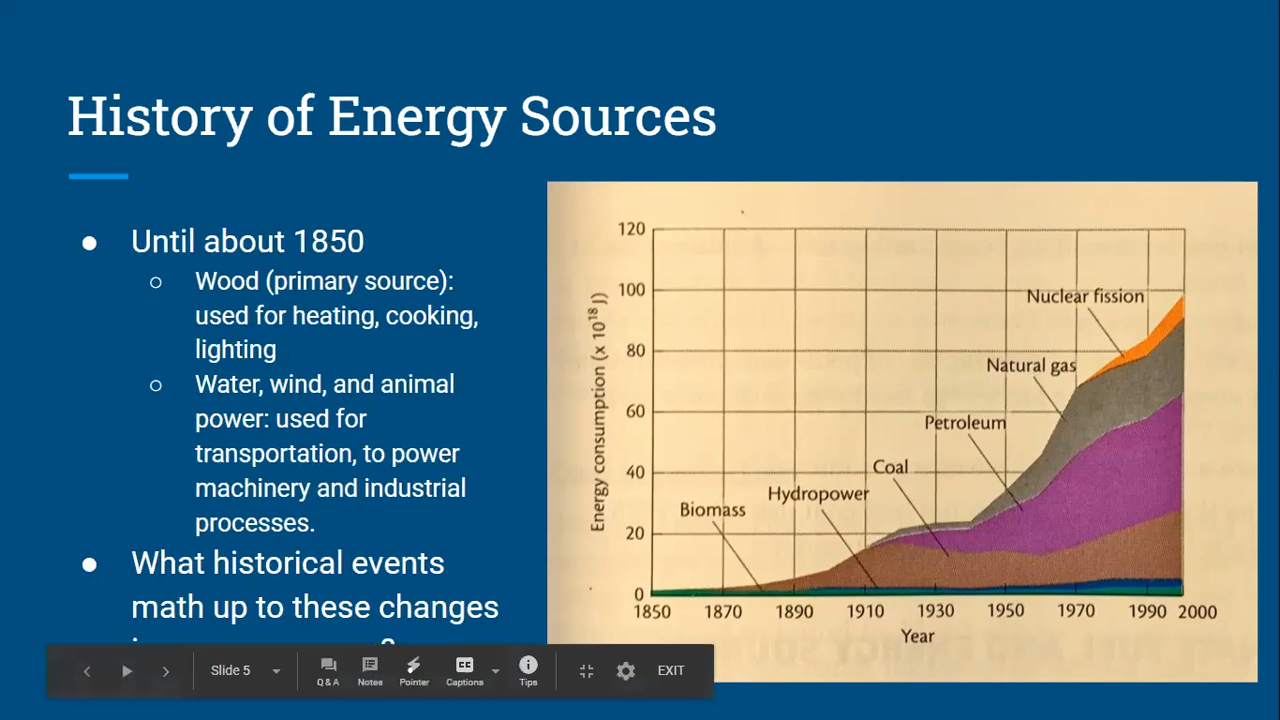 History of Energy Sources
● Until about 1850
○ Wood (primary source):
used for heating, cooking,
lighting
○ Water, wind, and animal
power: used for
transportation, to power
machinery and industrial
processes.
● What historical events
math up to these changes
120
100
80
60
40
20
0
Energy consumption (x 10¹⁸ J)
Nuclear fission
Natural gas
Petroleum
Coal
Hydropower
Biomass
1850 1870 1890 1910 1930 1950 1970 1990 2000
Year
Slide 5
Q & A
Notes
Pointer
CC
Captions
Tips
EXIT